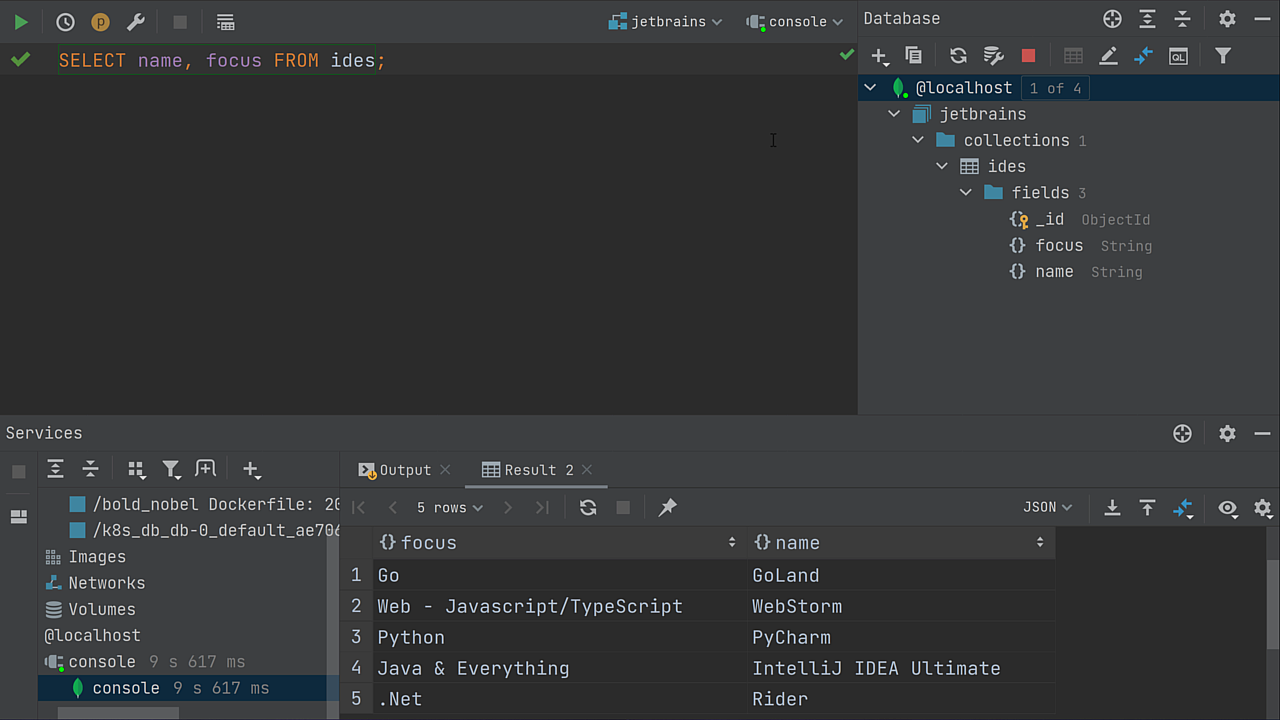 jetbrains
console
Database
SELECT name, focus FROM ides;
@localhost 1 of 4
jetbrains
collections 1
ides
fields 3
_id ObjectId
focus String
name String
Services
Output
Result 2
/bold_nobel Dockerfile: 20
/k8s_db_db-0_default_ae706
Images
Networks
Volumes
@localhost
console 9 s 617 ms
console 9 s 617 ms
5 rows
JSON
focus name
1 Go GoLand
2 Web - Javascript/TypeScript WebStorm
3 Python PyCharm
4 Java & Everything IntelliJ IDEA Ultimate
5 .Net Rider